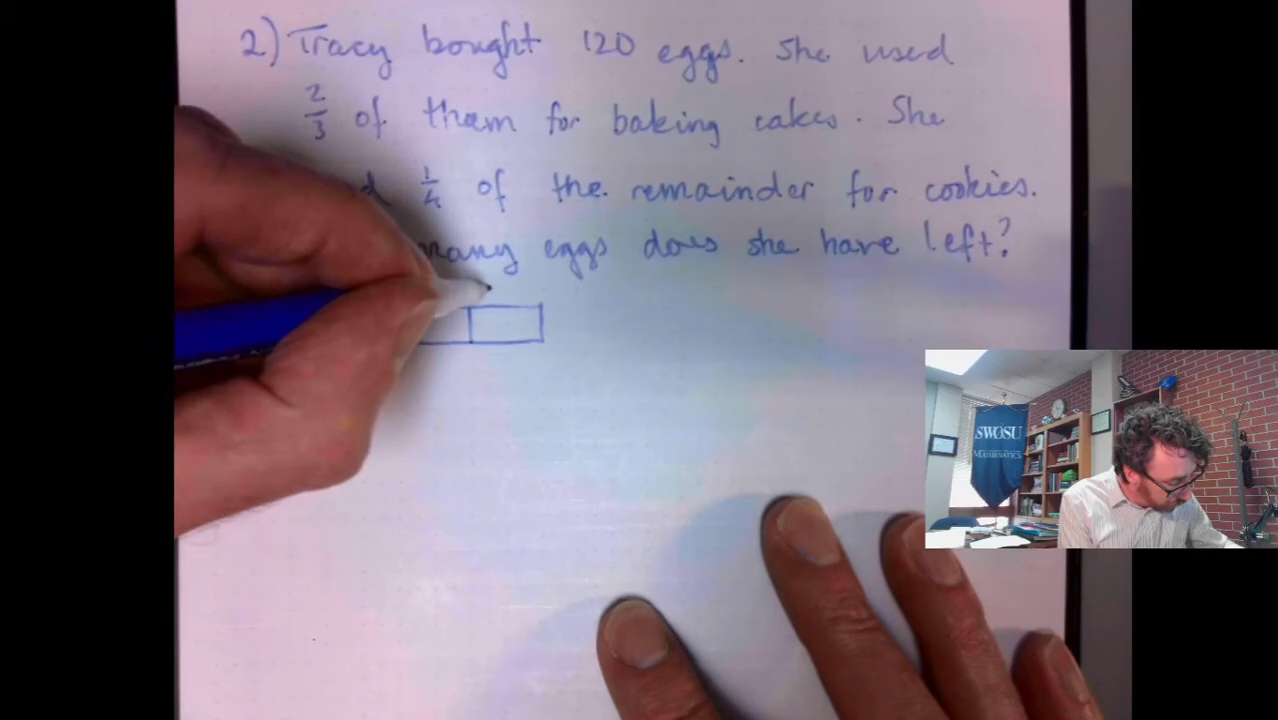 2) Tracy bought 120 eggs. She used
2/3 of them for baking cakes. She
1/4 of the remainder for cookies.
many eggs does she have left?
SWOSU
MATHEMATICS